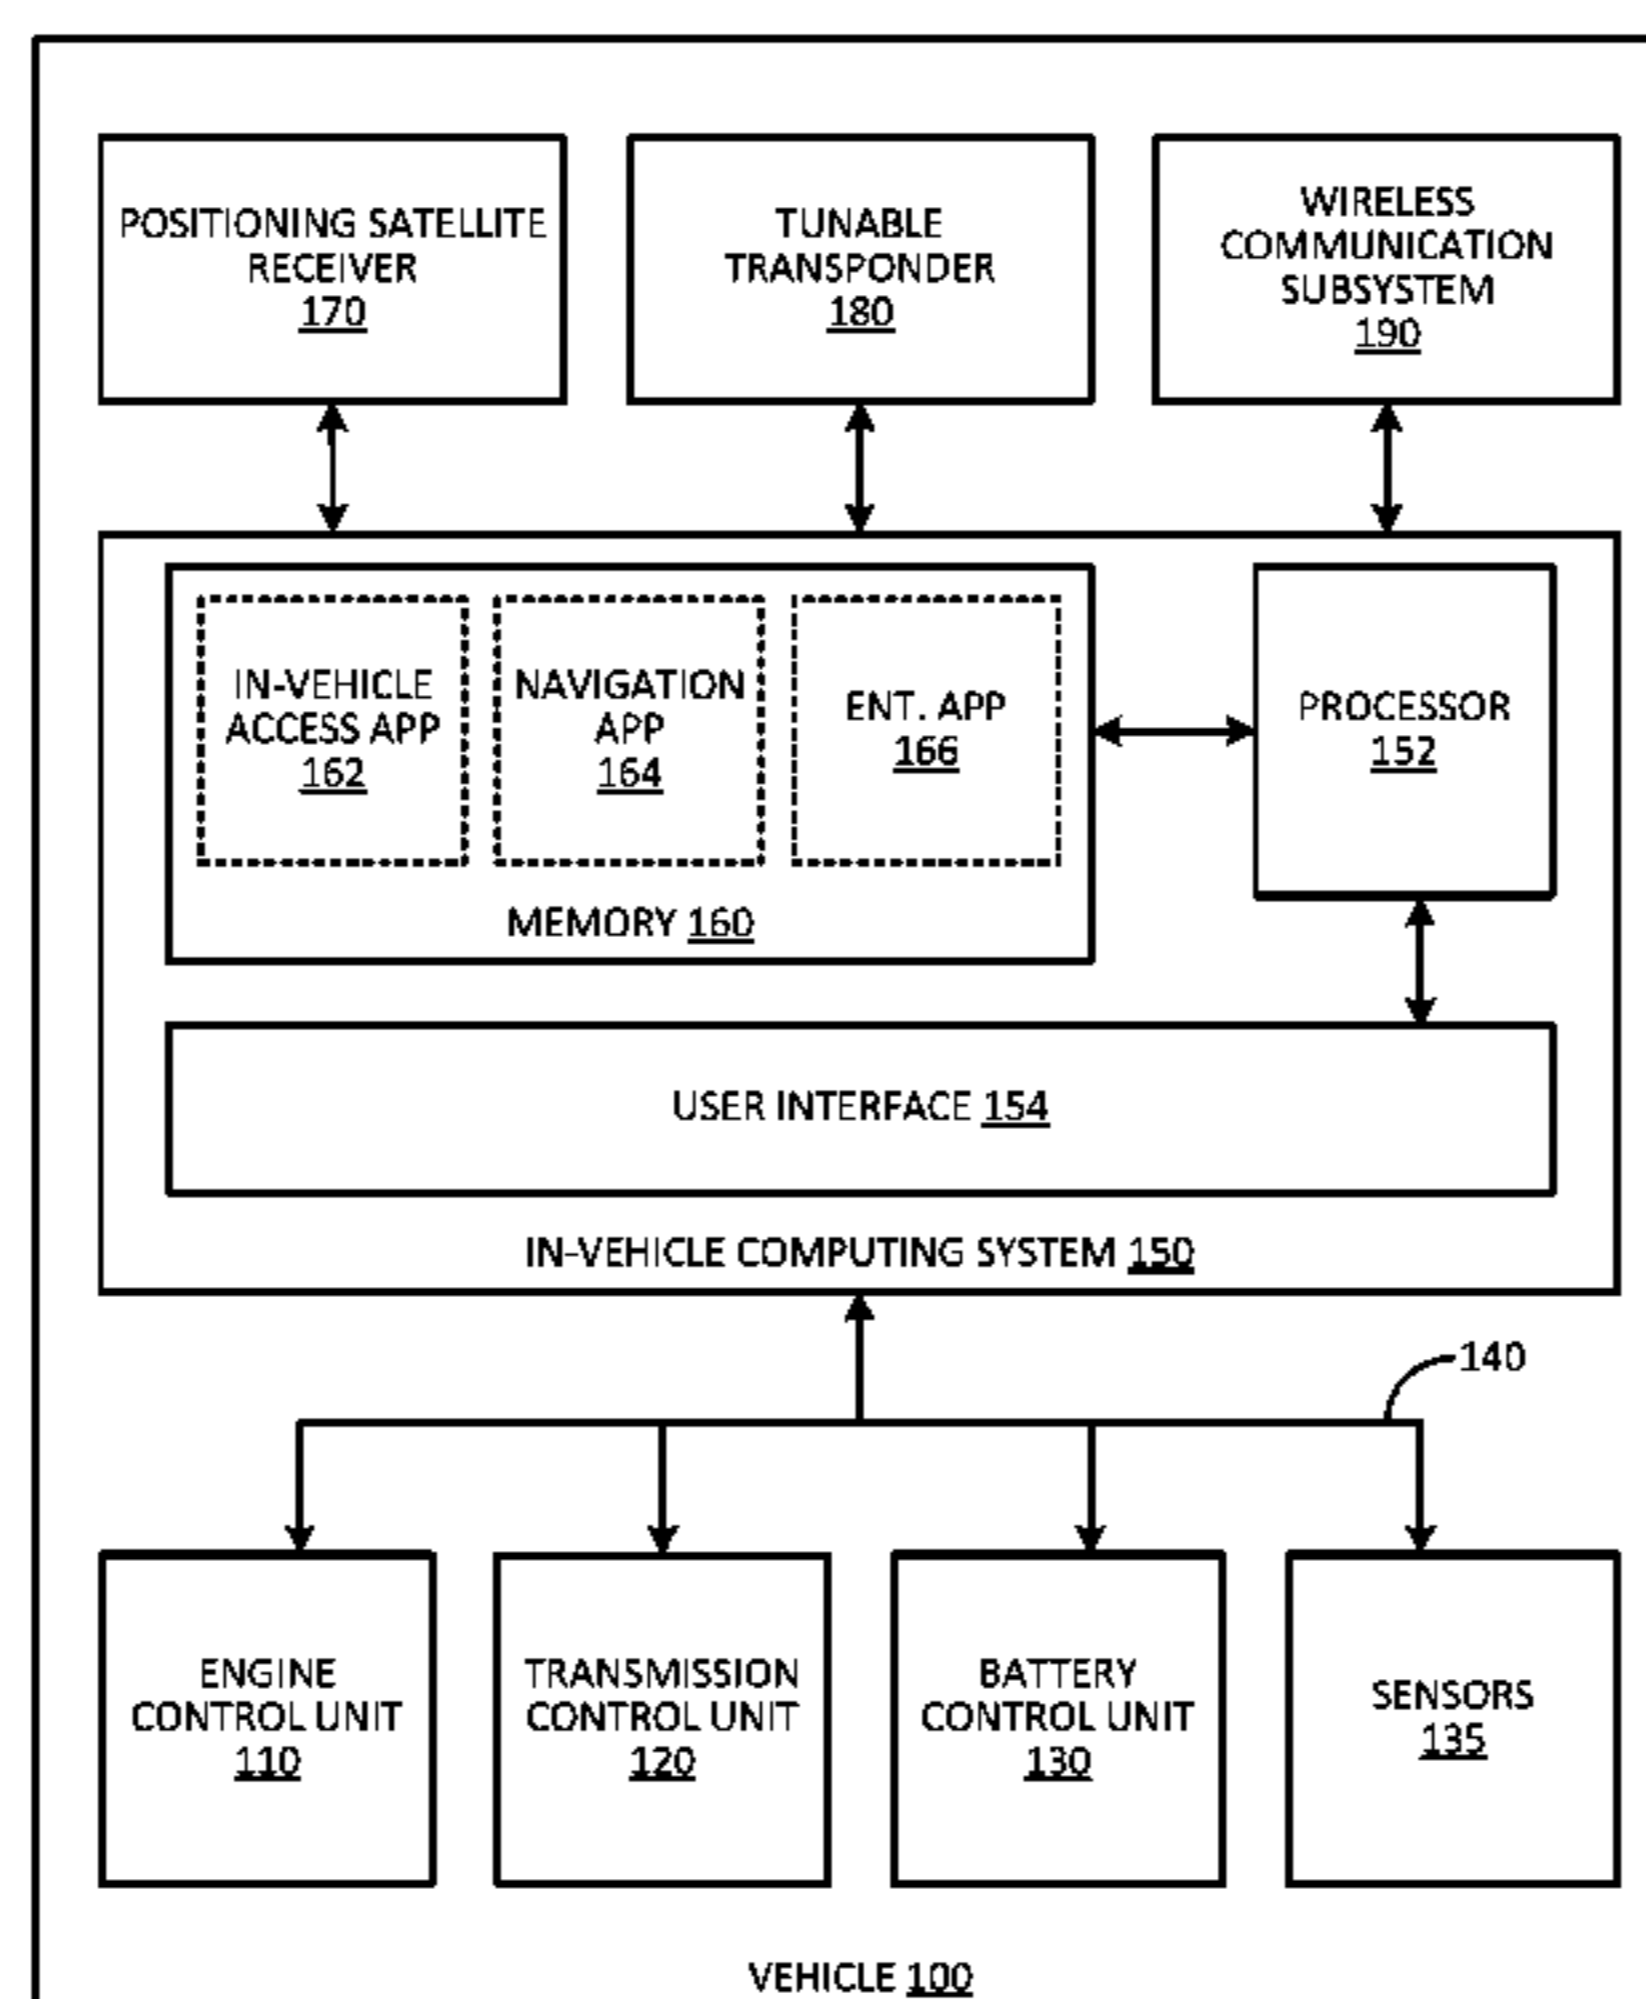 POSITIONING SATELLITE
RECEIVER
170
TUNABLE
TRANSPONDER
180
WIRELESS
COMMUNICATION
SUBSYSTEM
190
IN-VEHICLE
ACCESS APP
162
NAVIGATION
APP
164
ENT. APP
166
MEMORY 160
PROCESSOR
152
USER INTERFACE 154
IN-VEHICLE COMPUTING SYSTEM 150
140
ENGINE
CONTROL UNIT
110
TRANSMISSION
CONTROL UNIT
120
BATTERY
CONTROL UNIT
130
SENSORS
135
VEHICLE 100